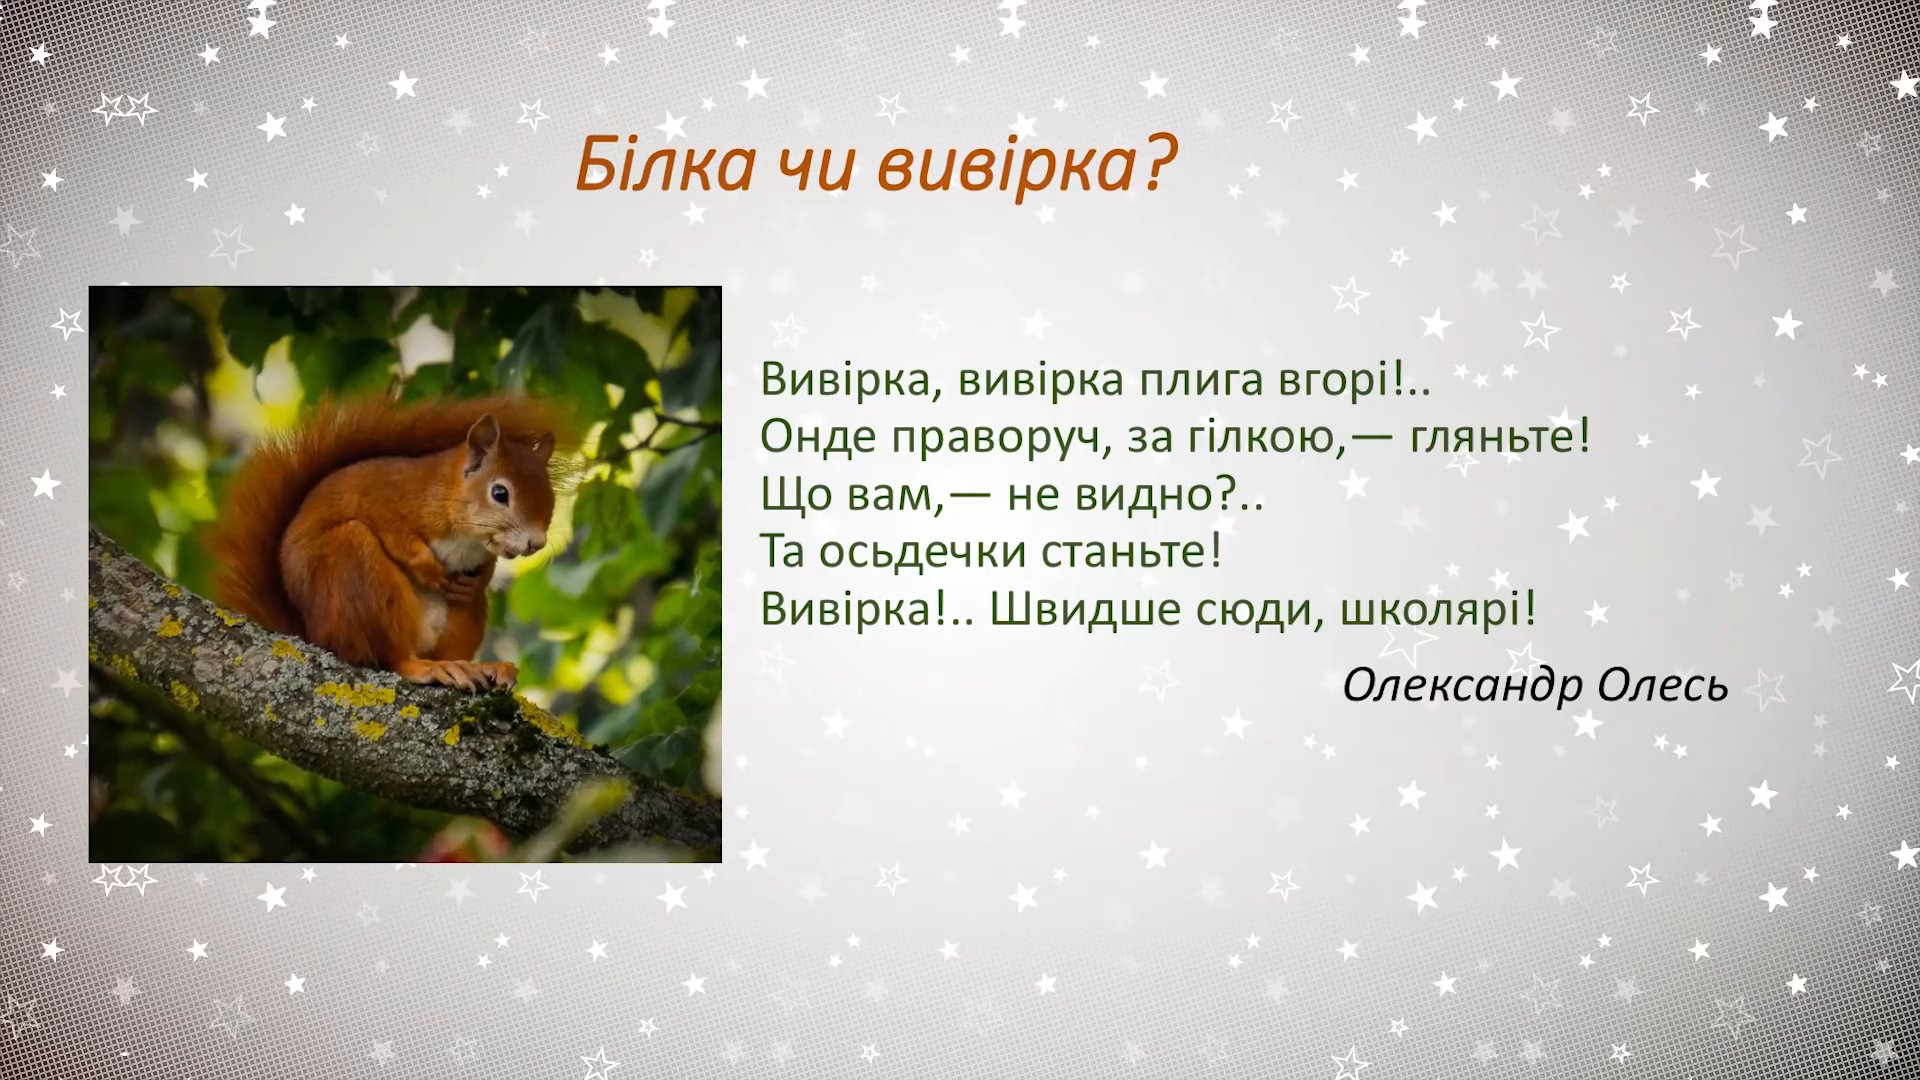 Білка чи вивірка?
Вивірка, вивірка плига вгорі!..
Онде праворуч, за гілкою,— гляньте!
Що вам,— не видно?..
Та осьдечки станьте!
Вивірка!.. Швидше сюди, школярі!
Олександр Олесь